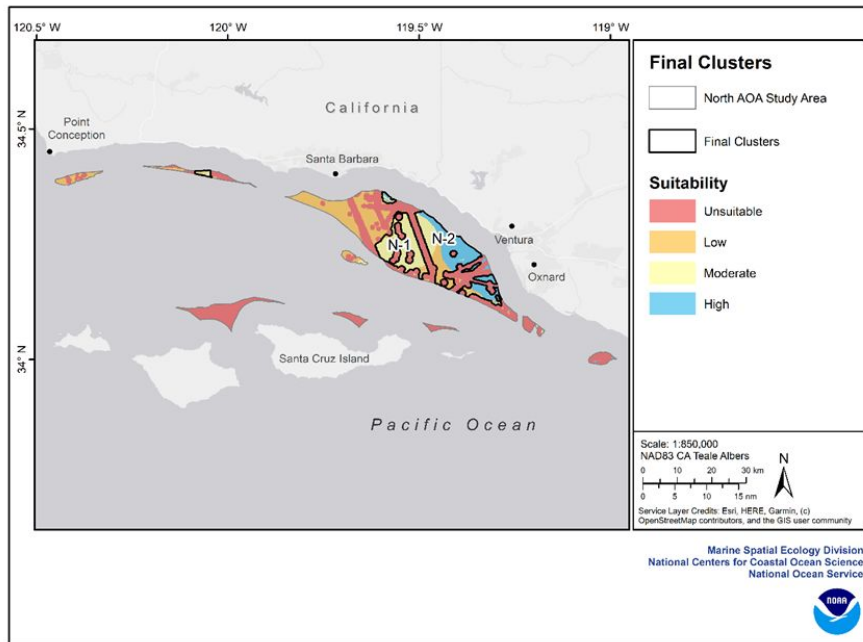 120.5° W
120° W
119.5° W
119° W
34.5° N
34° N
California
Point
Conception
Santa Barbara
N-1
N-2
Ventura
Oxnard
Santa Cruz Island
Pacific Ocean
Final Clusters
North AOA Study Area
Final Clusters
Suitability
Unsuitable
Low
Moderate
High
Scale: 1:850,000
NAD83 CA Teale Albers
N
0 10 20 30 km
0 5 10 15 nm
Service Layer Credits: Esri, HERE, Garmin, (c)
OpenStreetMap contributors, and the GIS user community
Marine Spatial Ecology Division
National Centers for Coastal Ocean Science
National Ocean Service
NOAA